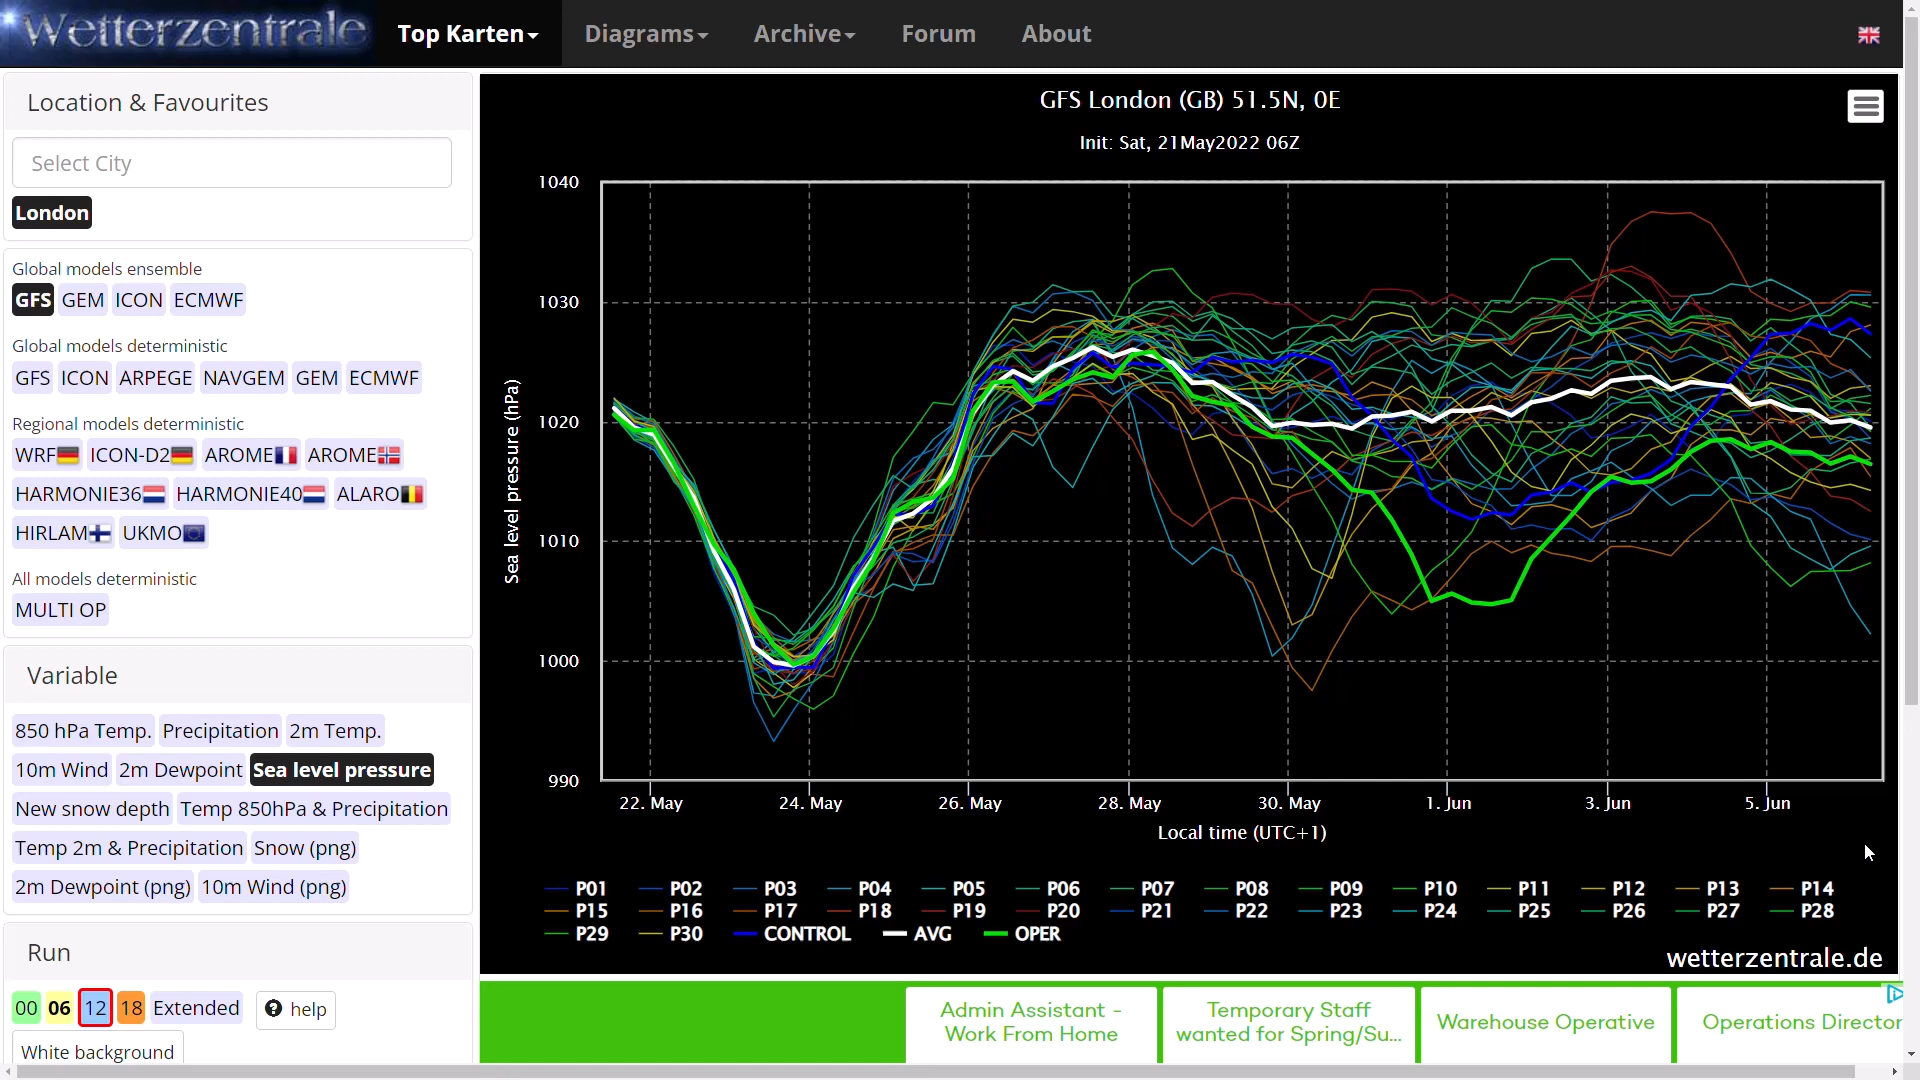 Wetterzentrale
Top Karten
Diagrams
Archive
Forum
About
Location & Favourites
Select City
London
Global models ensemble
GFS GEM ICON ECMWF
Global models deterministic
GFS ICON ARPEGE NAVGEM GEM ECMWF
Regional models deterministic
WRF ICON-D2 AROME AROME
HARMONIE36 HARMONIE40 ALARO
HIRLAM UKMO
All models deterministic
MULTI OP
Variable
850 hPa Temp. Precipitation 2m Temp.
10m Wind 2m Dewpoint Sea level pressure
New snow depth Temp 850hPa & Precipitation
Temp 2m & Precipitation Snow (png)
2m Dewpoint (png) 10m Wind (png)
Run
00 06 12 18 Extended help
White background
GFS London (GB) 51.5N, 0E
Init: Sat, 21May2022 06Z
1040
1030
1020
1010
1000
990
Sea level pressure (hPa)
22. May 24. May 26. May 28. May 30. May 1. Jun 3. Jun 5. Jun
Local time (UTC+1)
P01 P02 P03 P04 P05 P06 P07 P08 P09 P10 P11 P12 P13 P14
P15 P16 P17 P18 P19 P20 P21 P22 P23 P24 P25 P26 P27 P28
P29 P30 CONTROL AVG OPER
wetterzentrale.de
Admin Assistant -
Work From Home
Temporary Staff
wanted for Spring/Su...
Warehouse Operative
Operations Director